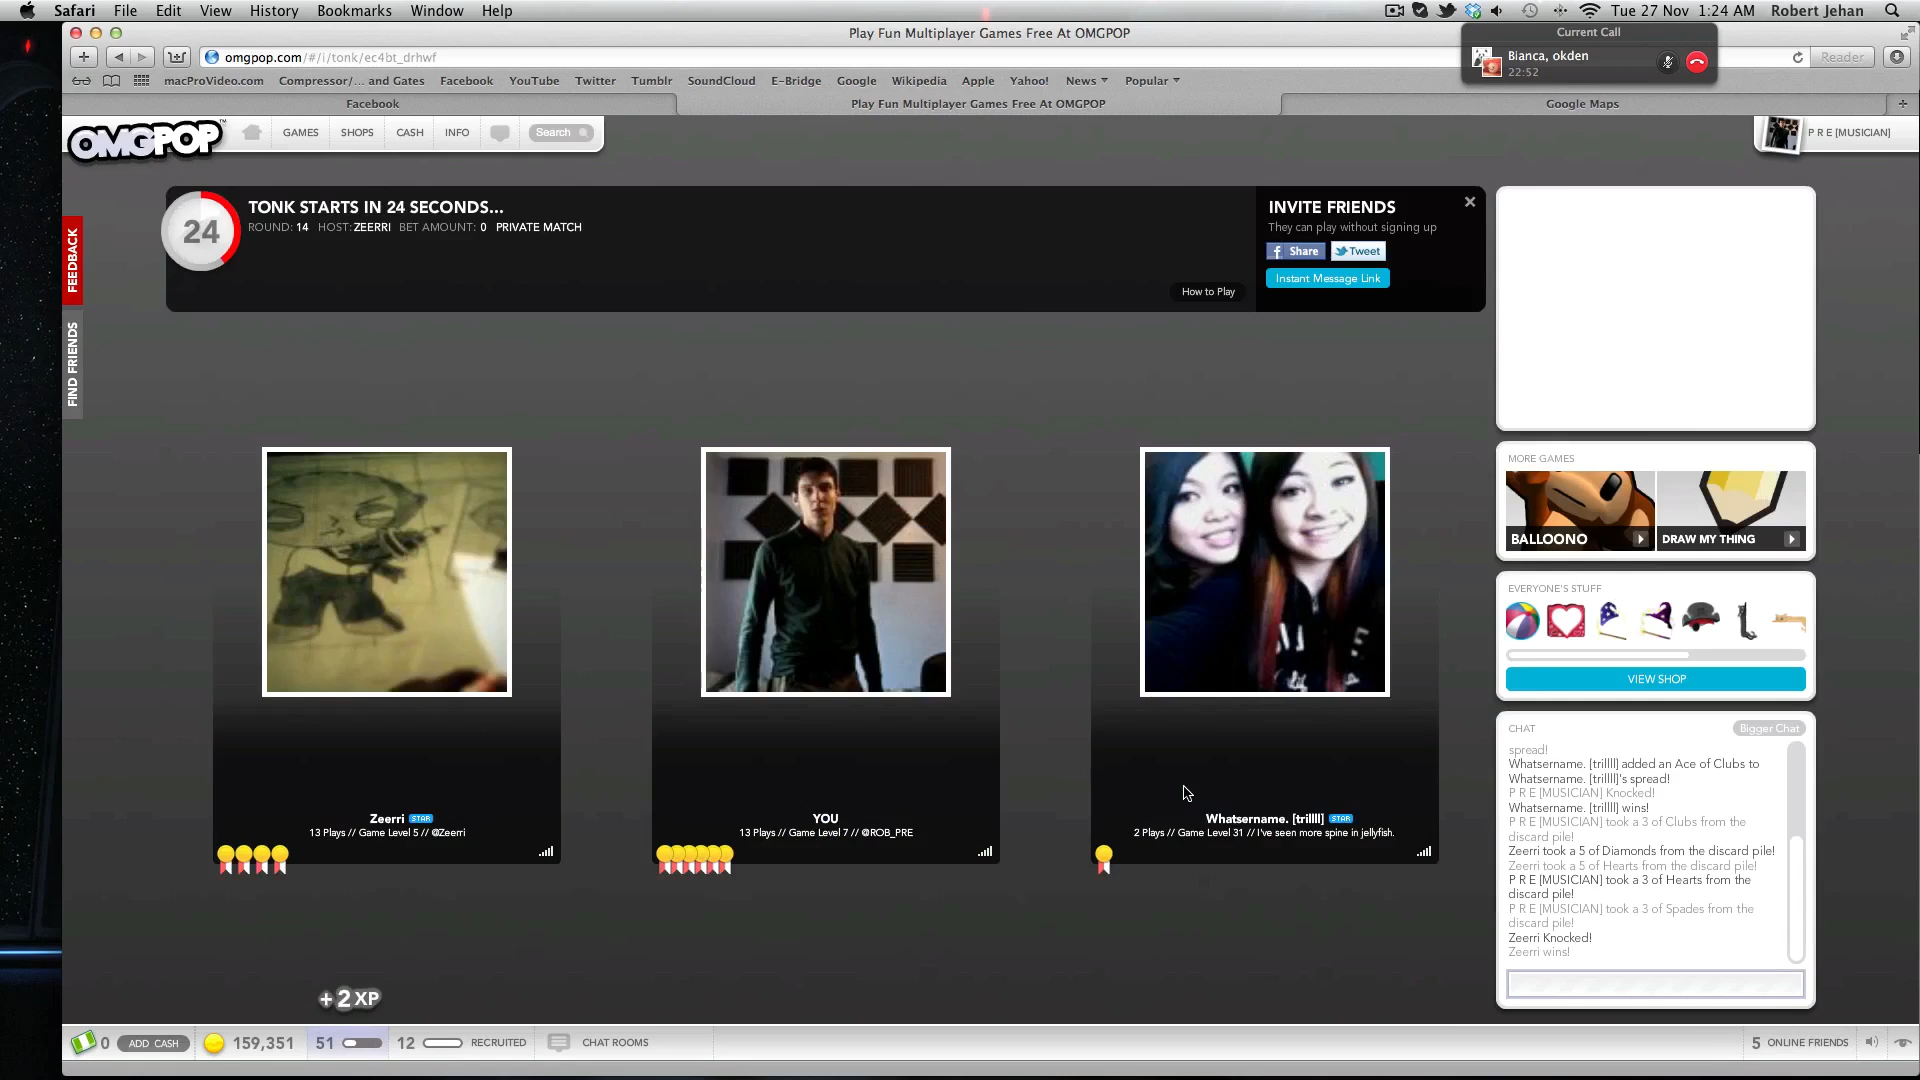 Safari File Edit View History Bookmarks Window Help
Tue 27 Nov 1:24 AM Robert Jehan
Play Fun Multiplayer Games Free At OMGPOP
Current Call
Bianca, okden
22:52
omgpop.com/#/i/tonk/ec4bt_drhwf
Reader
macProVideo.com Compressor/... and Gates Facebook YouTube Twitter Tumblr SoundCloud E-Bridge Google Wikipedia Apple Yahoo! News Popular
Facebook
Play Fun Multiplayer Games Free At OMGPOP
Google Maps
OMGPOP
GAMES SHOPS CASH INFO Search
P R E [MUSICIAN]
FEEDBACK
FIND FRIENDS
24
TONK STARTS IN 24 SECONDS...
ROUND: 14 HOST: ZEERRI BET AMOUNT: 0 PRIVATE MATCH
How to Play
INVITE FRIENDS
They can play without signing up
Share Tweet
Instant Message Link
Zeerri STAR
13 Plays // Game Level 5 // @Zeerri
YOU
13 Plays // Game Level 7 // @ROB_PRE
Whatsername. [trillll] STAR
2 Plays // Game Level 31 // I've seen more spine in jellyfish.
MORE GAMES
BALLOONO
DRAW MY THING
EVERYONE'S STUFF
VIEW SHOP
CHAT
Bigger Chat
spread!
Whatsername. [trillll] added an Ace of Clubs to
Whatsername. [trillll]'s spread!
P R E [MUSICIAN] Knocked!
Whatsername. [trillll] wins!
P R E [MUSICIAN] took a 3 of Clubs from the
discard pile!
Zeerri took a 5 of Diamonds from the discard pile!
Zeerri took a 5 of Hearts from the discard pile!
P R E [MUSICIAN] took a 3 of Hearts from the
discard pile!
P R E [MUSICIAN] took a 3 of Spades from the
discard pile!
Zeerri Knocked!
Zeerri wins!
+2 XP
0 ADD CASH 159,351 51 12 RECRUITED CHAT ROOMS
5 ONLINE FRIENDS